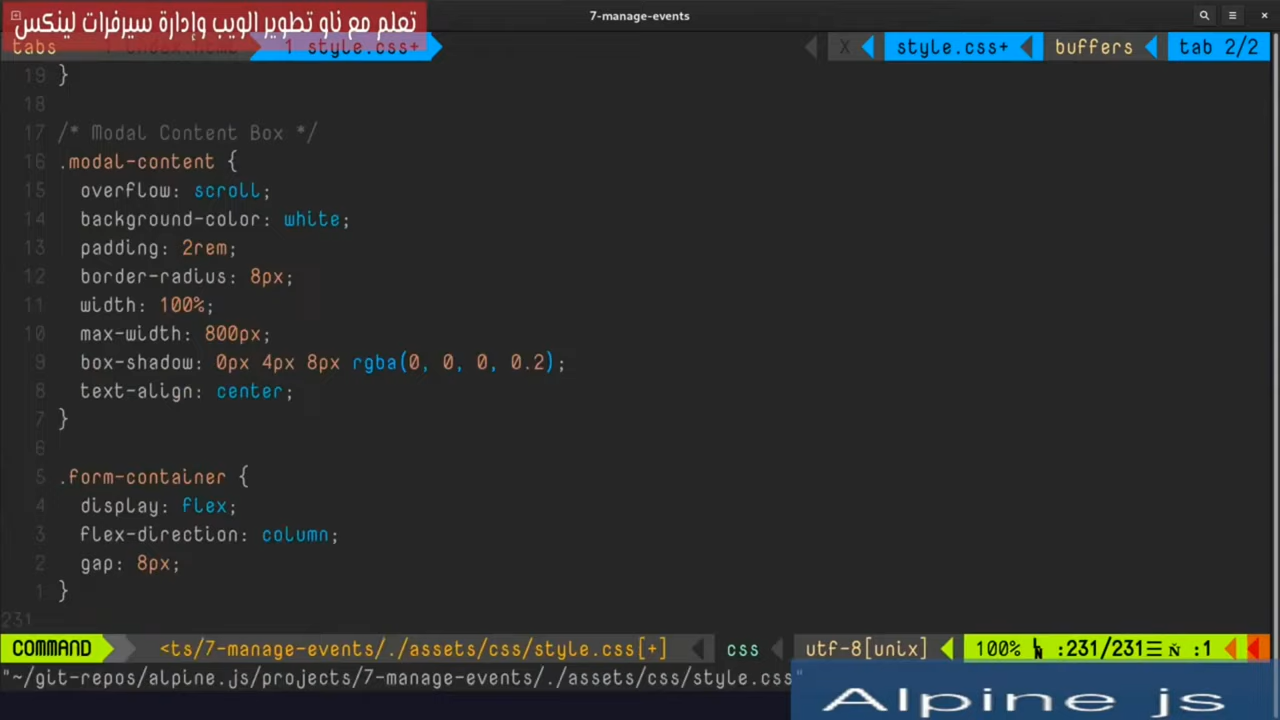 7-manage-events
تعلم مع ناو تطوير الويب وإدارة سيرفرات لينكس
tabs 1 index.html 1 style.css+ X style.css+ buffers tab 2/2
19 }
18
17 /* Modal Content Box */
16 .modal-content {
15 overflow: scroll;
14 background-color: white;
13 padding: 2rem;
12 border-radius: 8px;
11 width: 100%;
10 max-width: 800px;
9 box-shadow: 0px 4px 8px rgba(0, 0, 0, 0.2);
8 text-align: center;
7 }
6
5 .form-container {
4 display: flex;
3 flex-direction: column;
2 gap: 8px;
1 }
231
COMMAND <ts/7-manage-events/./assets/css/style.css[+] css utf-8[unix] 100% :231/231 :1
"~/git-repos/alpine.js/projects/7-manage-events/./assets/css/style.css"
Alpine js